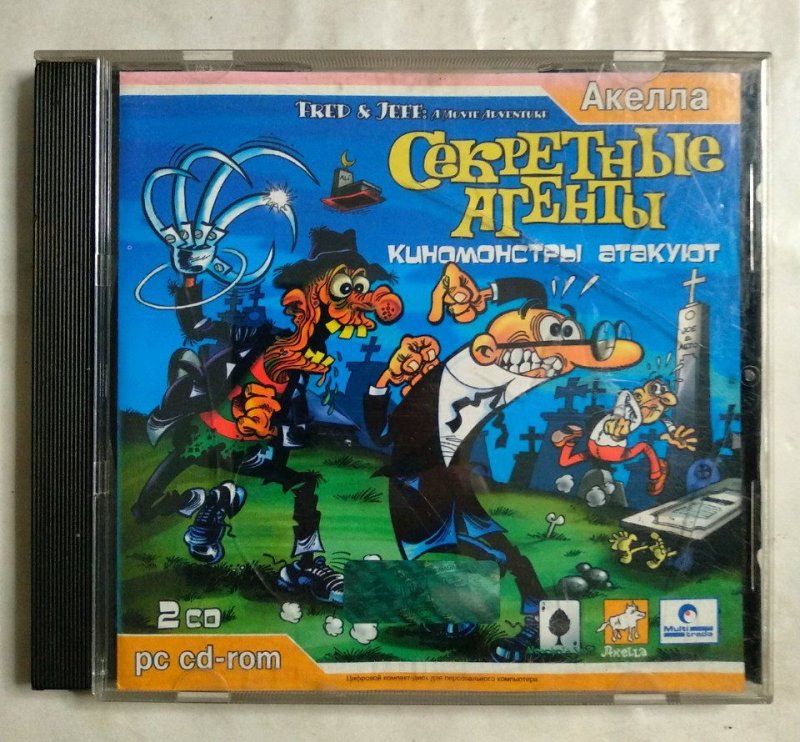 Акелла
FRED & JEFF: A MOVIE ADVENTURE
СЕКРЕТНЫЕ
АГЕНТЫ
КИНОМОНСТРЫ АТАКУЮТ
2 CD
Akella
Multi
trade
pc cd-rom
Цифровой компакт-диск для персонального компьютера